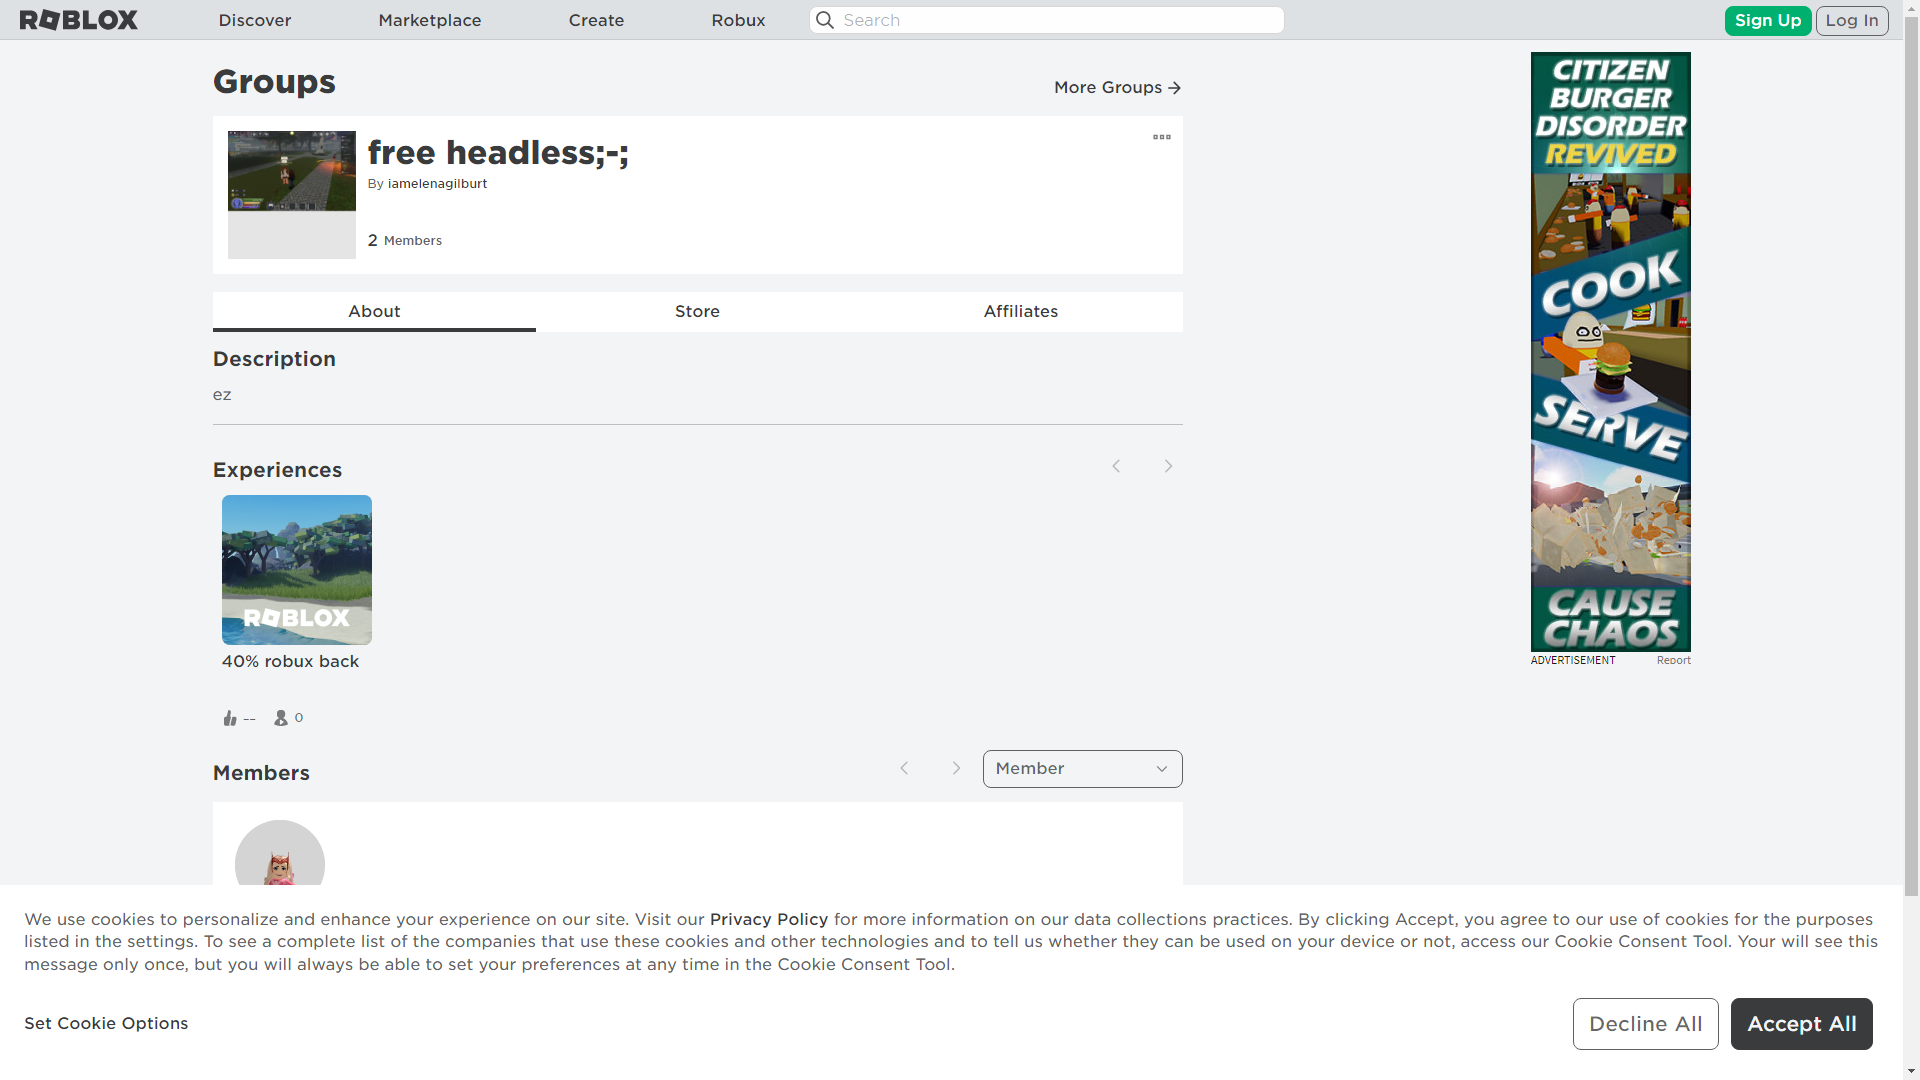 ROBLOX
Discover
Marketplace
Create
Robux
Search
Sign Up
Log In
Groups
More Groups
free headless;-;
By iamelenagilburt
2 Members
About
Store
Affiliates
Description
ez
Experiences
ROBLOX
40% robux back
--
0
Members
Member
CITIZEN
BURGER
DISORDER
REVIVED
COOK
SERVE
CAUSE
CHAOS
ADVERTISEMENT
Report
We use cookies to personalize and enhance your experience on our site. Visit our Privacy Policy for more information on our data collections practices. By clicking Accept, you agree to our use of cookies for the purposes
listed in the settings. To see a complete list of the companies that use these cookies and other technologies and to tell us whether they can be used on your device or not, access our Cookie Consent Tool. Your will see this
message only once, but you will always be able to set your preferences at any time in the Cookie Consent Tool.
Set Cookie Options
Decline All
Accept All